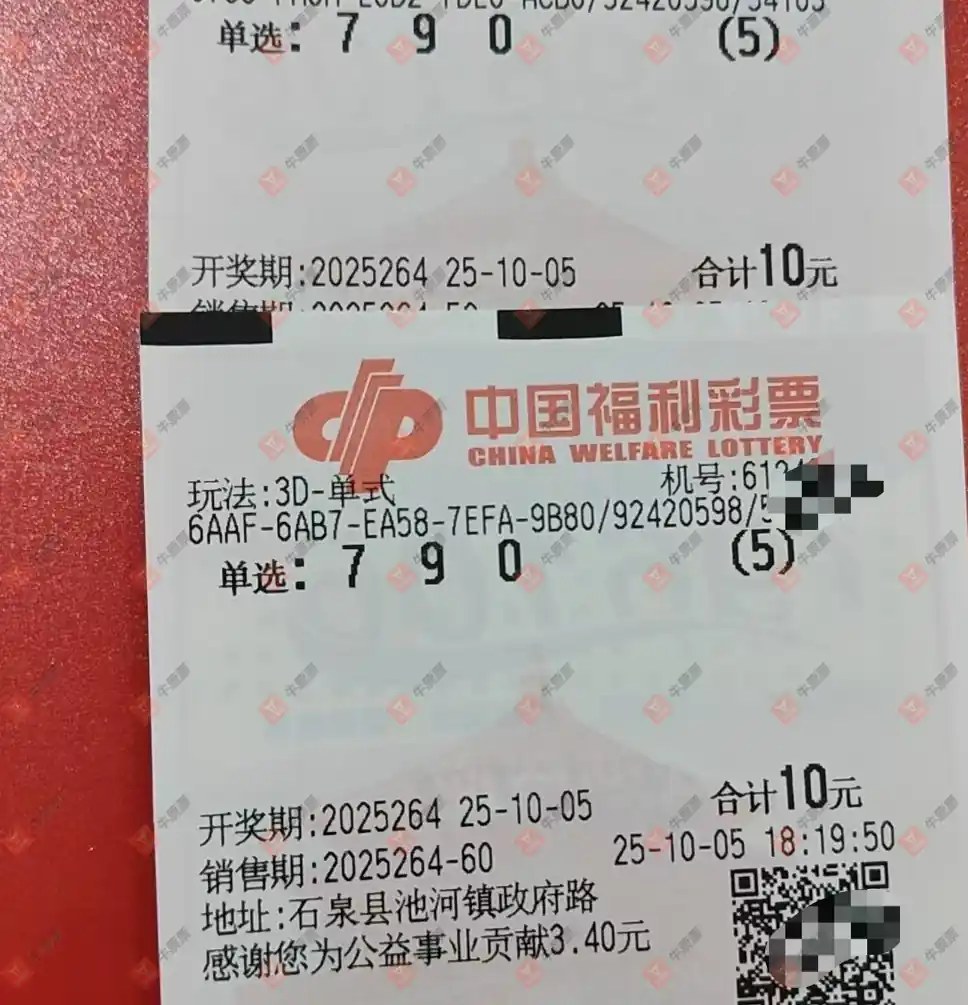 单选: 7 9 0 (5)
开奖期:2025264 25-10-05 合计10元
中国福利彩票
CHINA WELFARE LOTTERY
玩法:3D-单式 机号:61
6AAF-6AB7-EA58-7EFA-9B80/92420598/5
单选: 7 9 0 (5)
开奖期:2025264 25-10-05 合计10元
销售期:2025264-60 25-10-05 18:19:50
地址:石泉县池河镇政府路
感谢您为公益事业贡献3.40元